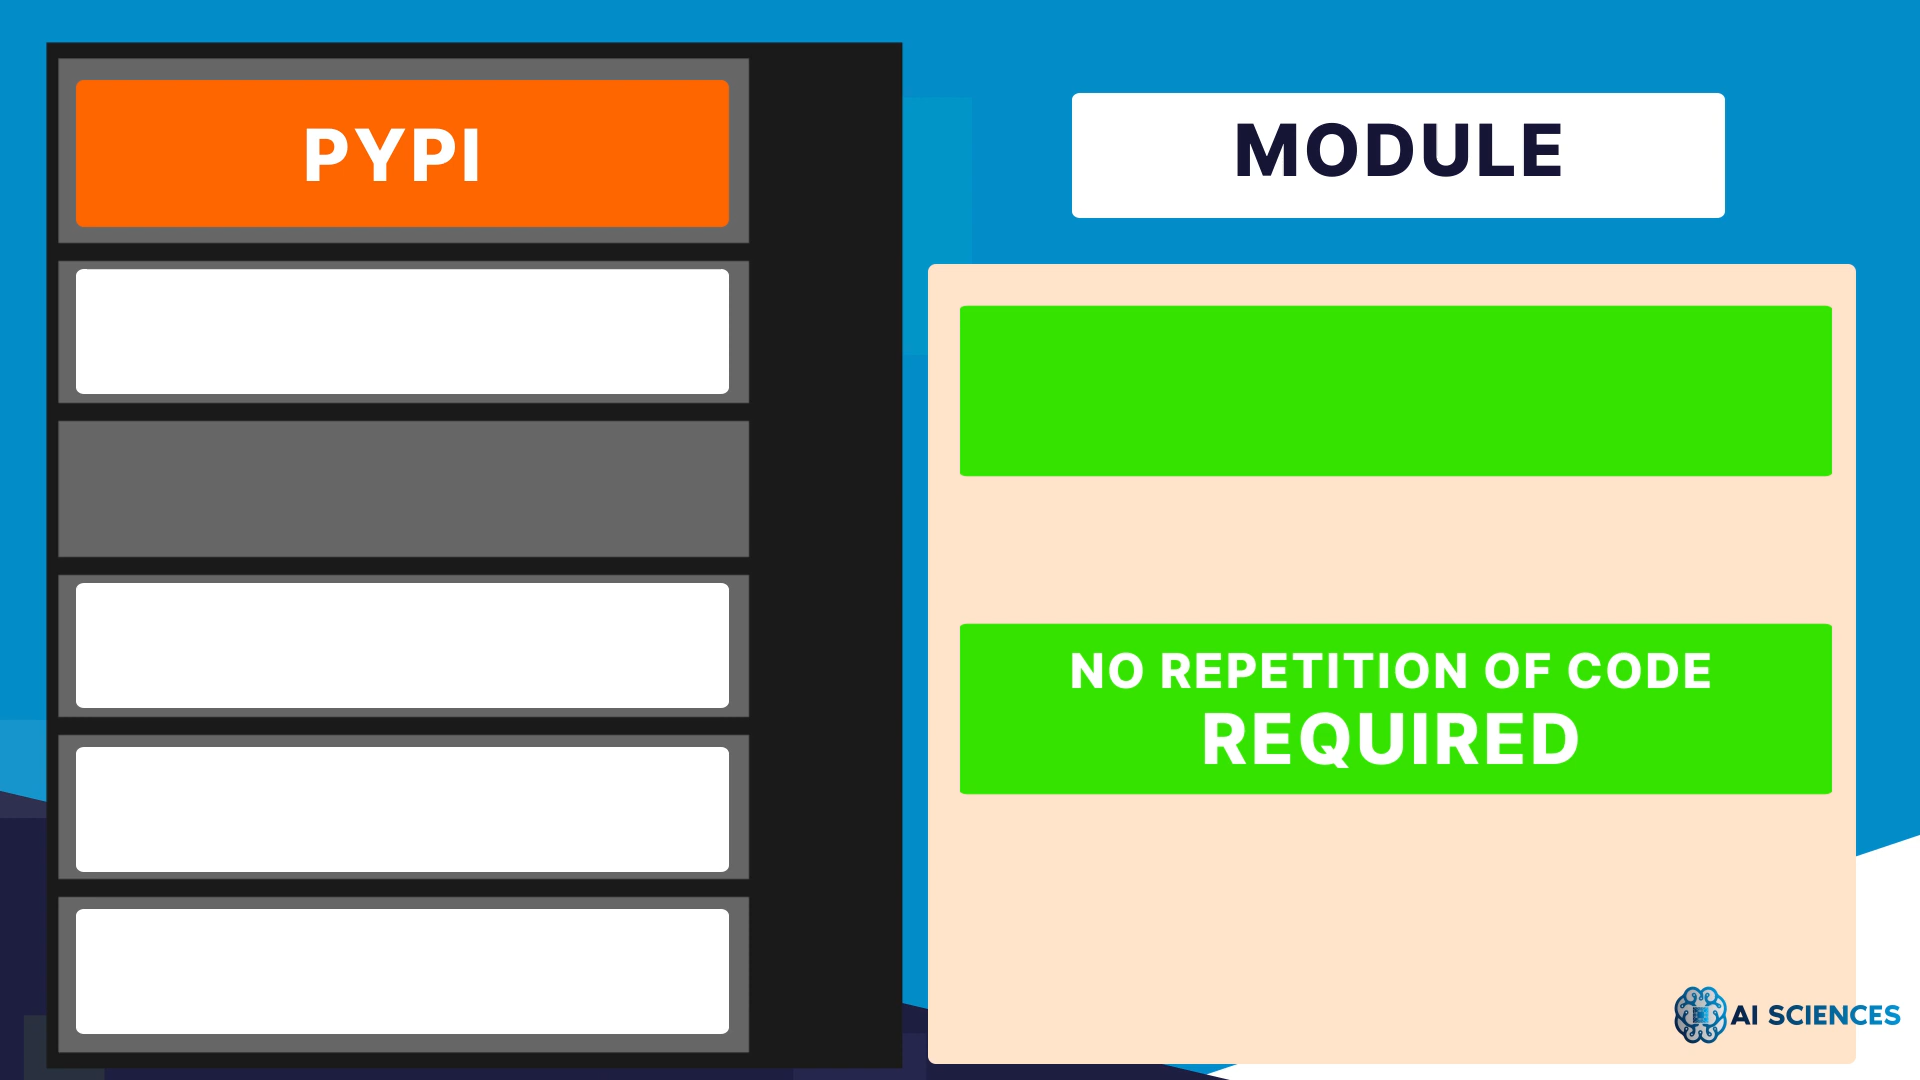 PYPI
MODULE
NO REPETITION OF CODE
REQUIRED
AI SCIENCES